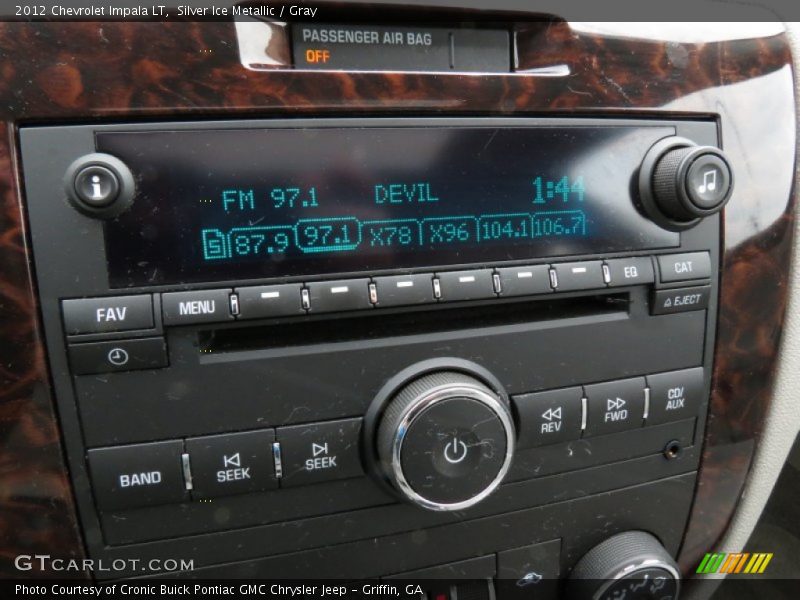 2012 Chevrolet Impala LT, Silver Ice Metallic / Gray
PASSENGER AIR BAG
OFF
i
FM 97.1 DEVIL 1:44
87.9 97.1 X78 X96 104.1 106.7
FAV MENU EQ CAT
EJECT
BAND SEEK SEEK REV FWD CD/
AUX
GTCARLOT.COM
Photo Courtesy of Cronic Buick Pontiac GMC Chrysler Jeep - Griffin, GA